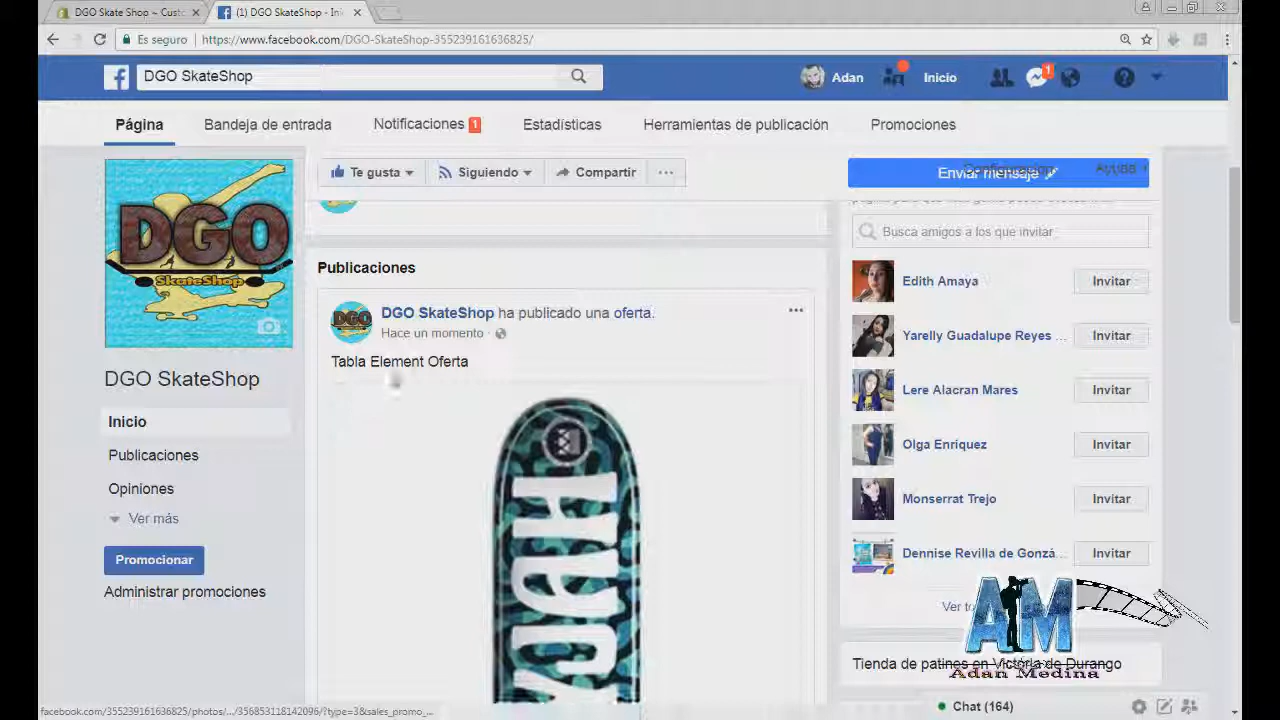 DGO Skate Shop ~ Cust
(1) DGO SkateShop - In
Es seguro
https://www.facebook.com/DGO-SkateShop-355239161636825/
DGO SkateShop
Adan
Inicio
1
?
Página
Bandeja de entrada
Notificaciones 1
Estadísticas
Herramientas de publicación
Promociones
Configuración
Ayuda
Te gusta
Siguiendo
Compartir
...
Enviar mensaje
Busca amigos a los que invitar
DGO
SkateShop
Publicaciones
DGO SkateShop ha publicado una oferta.
Hace un momento ·
Tabla Element Oferta
DGO SkateShop
Inicio
Publicaciones
Opiniones
Ver más
Promocionar
Administrar promociones
Edith Amaya
Invitar
Yarelly Guadalupe Reyes ...
Invitar
Lere Alacran Mares
Invitar
Olga Enriquez
Invitar
Monserrat Trejo
Invitar
Dennise Revilla de Gonzá...
Invitar
AM
Adan Medina
Tienda de patines en Victoria de Durango
Chat (164)
facebook.com/355239161636825/photos/.../356853118142096/?type=3&sales_promo_...